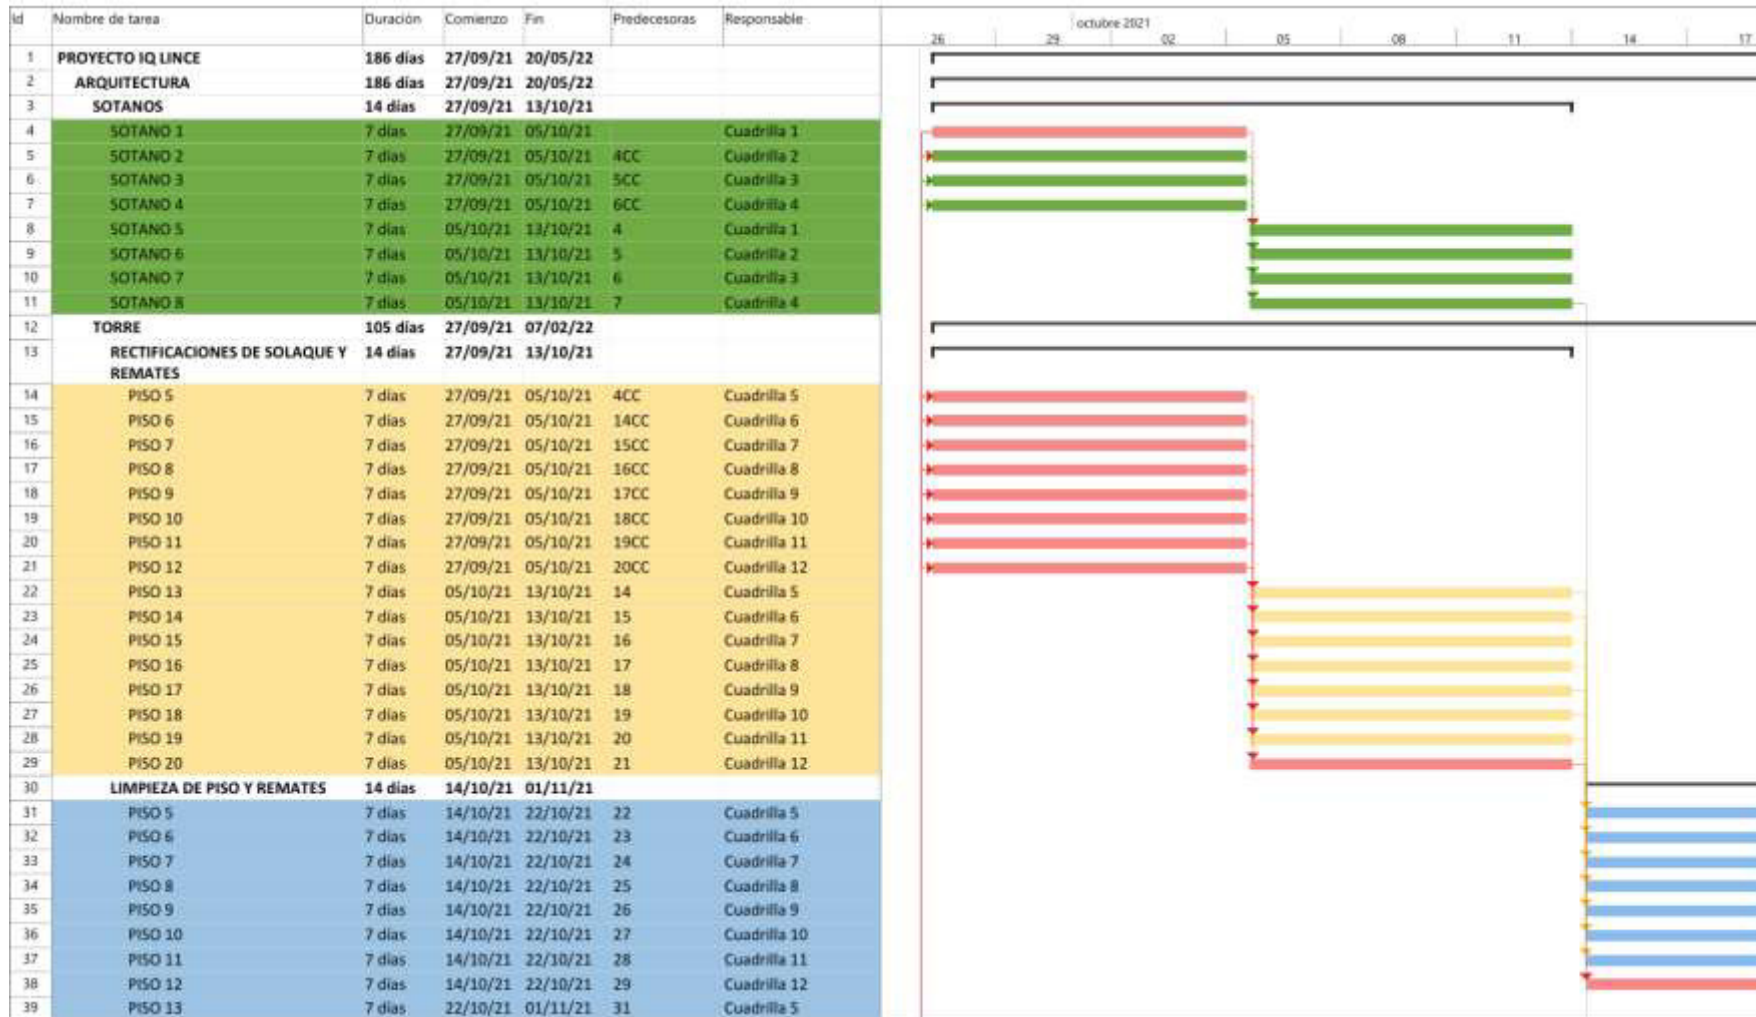 Id Nombre de tarea Duración Comienzo Fin Predecesoras Responsable
octubre 2021
26 29 02 05 08 11 14 17
1 PROYECTO IQ LINCE 186 días 27/09/21 20/05/22
2 ARQUITECTURA 186 días 27/09/21 20/05/22
3 SOTANOS 14 días 27/09/21 13/10/21
4 SOTANO 1 7 días 27/09/21 05/10/21 Cuadrilla 1
5 SOTANO 2 7 días 27/09/21 05/10/21 4CC Cuadrilla 2
6 SOTANO 3 7 días 27/09/21 05/10/21 5CC Cuadrilla 3
7 SOTANO 4 7 días 27/09/21 05/10/21 6CC Cuadrilla 4
8 SOTANO 5 7 días 05/10/21 13/10/21 4 Cuadrilla 1
9 SOTANO 6 7 días 05/10/21 13/10/21 5 Cuadrilla 2
10 SOTANO 7 7 días 05/10/21 13/10/21 6 Cuadrilla 3
11 SOTANO 8 7 días 05/10/21 13/10/21 7 Cuadrilla 4
12 TORRE 105 días 27/09/21 07/02/22
13 RECTIFICACIONES DE SOLAQUE Y 14 días 27/09/21 13/10/21
REMATES
14 PISO 5 7 días 27/09/21 05/10/21 4CC Cuadrilla 5
15 PISO 6 7 días 27/09/21 05/10/21 14CC Cuadrilla 6
16 PISO 7 7 días 27/09/21 05/10/21 15CC Cuadrilla 7
17 PISO 8 7 días 27/09/21 05/10/21 16CC Cuadrilla 8
18 PISO 9 7 días 27/09/21 05/10/21 17CC Cuadrilla 9
19 PISO 10 7 días 27/09/21 05/10/21 18CC Cuadrilla 10
20 PISO 11 7 días 27/09/21 05/10/21 19CC Cuadrilla 11
21 PISO 12 7 días 27/09/21 05/10/21 20CC Cuadrilla 12
22 PISO 13 7 días 05/10/21 13/10/21 14 Cuadrilla 5
23 PISO 14 7 días 05/10/21 13/10/21 15 Cuadrilla 6
24 PISO 15 7 días 05/10/21 13/10/21 16 Cuadrilla 7
25 PISO 16 7 días 05/10/21 13/10/21 17 Cuadrilla 8
26 PISO 17 7 días 05/10/21 13/10/21 18 Cuadrilla 9
27 PISO 18 7 días 05/10/21 13/10/21 19 Cuadrilla 10
28 PISO 19 7 días 05/10/21 13/10/21 20 Cuadrilla 11
29 PISO 20 7 días 05/10/21 13/10/21 21 Cuadrilla 12
30 LIMPIEZA DE PISO Y REMATES 14 días 14/10/21 01/11/21
31 PISO 5 7 días 14/10/21 22/10/21 22 Cuadrilla 5
32 PISO 6 7 días 14/10/21 22/10/21 23 Cuadrilla 6
33 PISO 7 7 días 14/10/21 22/10/21 24 Cuadrilla 7
34 PISO 8 7 días 14/10/21 22/10/21 25 Cuadrilla 8
35 PISO 9 7 días 14/10/21 22/10/21 26 Cuadrilla 9
36 PISO 10 7 días 14/10/21 22/10/21 27 Cuadrilla 10
37 PISO 11 7 días 14/10/21 22/10/21 28 Cuadrilla 11
38 PISO 12 7 días 14/10/21 22/10/21 29 Cuadrilla 12
39 PISO 13 7 días 22/10/21 01/11/21 31 Cuadrilla 5